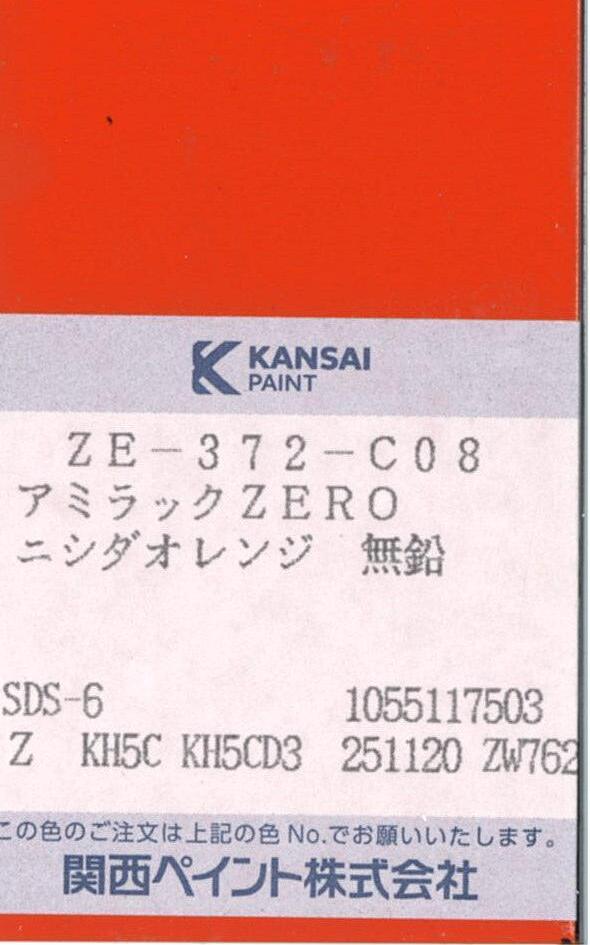 KANSAI
PAINT
ZE-372-C08
アミラックZERO
ニシダオレンジ 無鉛
SDS-6 1055117503
Z KH5C KH5CD3 251120 ZW762
この色のご注文は上記の色No.でお願いいたします。
関西ペイント株式会社